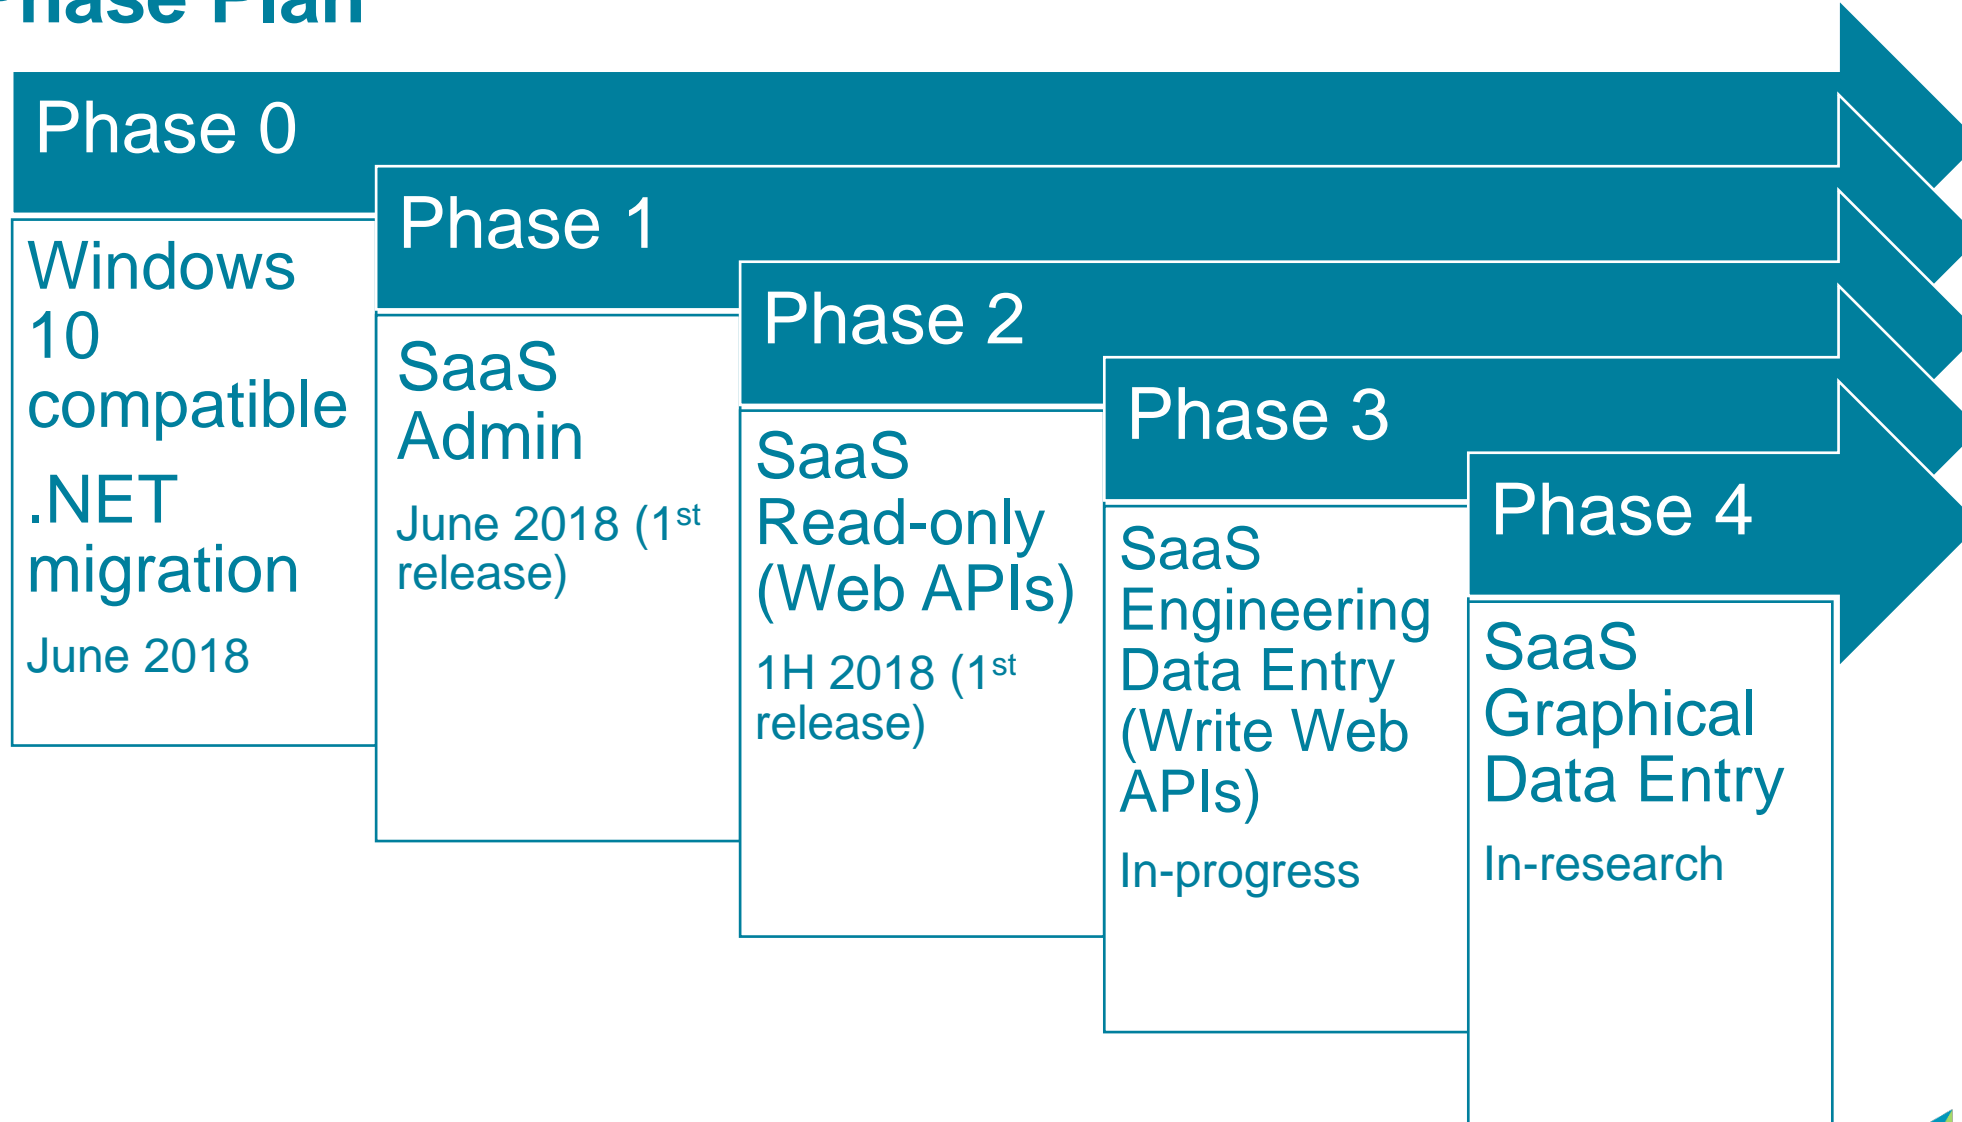 Phase Plan
Phase 0
Windows
10
compatible
.NET
migration
June 2018
Phase 1
SaaS
Admin
June 2018 (1st
release)
Phase 2
SaaS
Read-only
(Web APIs)
1H 2018 (1st
release)
Phase 3
SaaS
Engineering
Data Entry
(Write Web
APIs)
In-progress
Phase 4
SaaS
Graphical
Data Entry
In-research